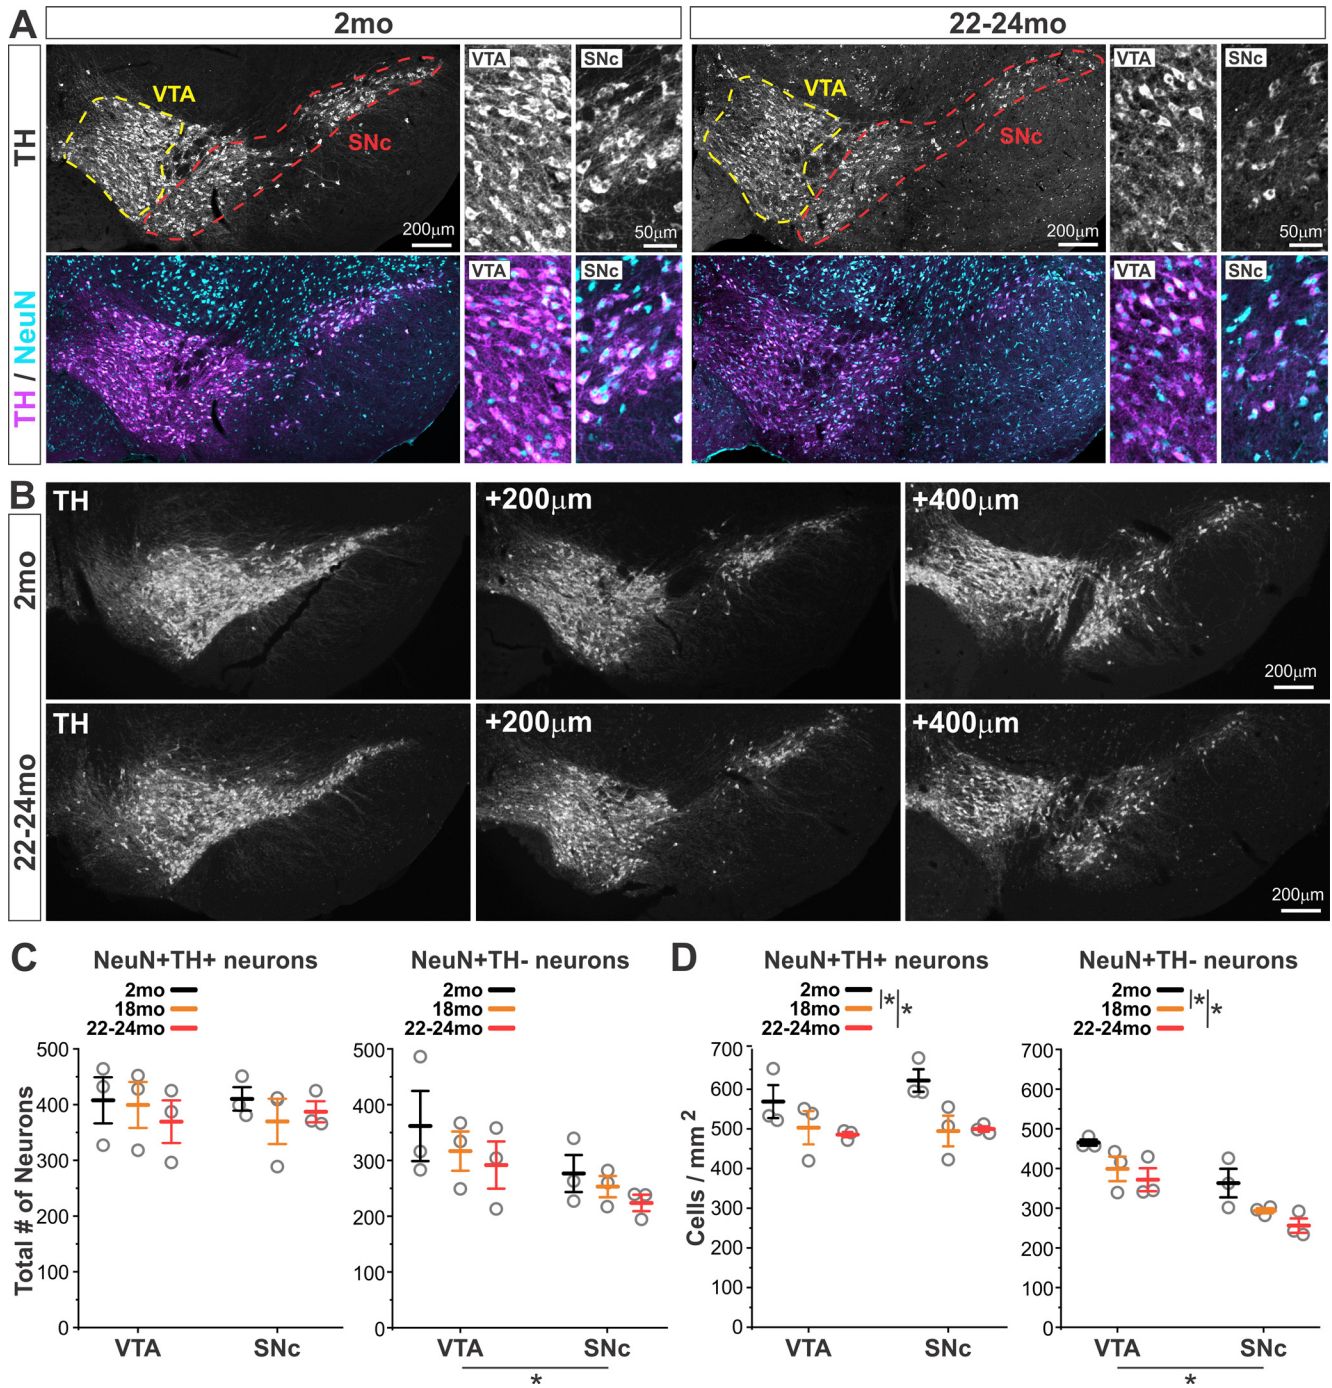 A
2mo
22-24mo
TH
VTA
SNc
200μm
VTA
SNc
50μm
VTA
SNc
200μm
VTA
SNc
50μm
TH / NeuN
VTA
SNc
VTA
SNc
B
2mo
TH
+200μm
+400μm
200μm
22-24mo
TH
+200μm
+400μm
200μm
C
NeuN+TH+ neurons
2mo
18mo
22-24mo
Total # of Neurons
500
400
300
200
100
0
VTA
SNc
NeuN+TH- neurons
2mo
18mo
22-24mo
500
400
300
200
100
0
VTA
SNc
*
D
NeuN+TH+ neurons
2mo
18mo
22-24mo
*
*
Cells / mm 2
700
600
500
400
300
200
100
0
VTA
SNc
NeuN+TH- neurons
2mo
18mo
22-24mo
*
*
700
600
500
400
300
200
100
0
VTA
SNc
*